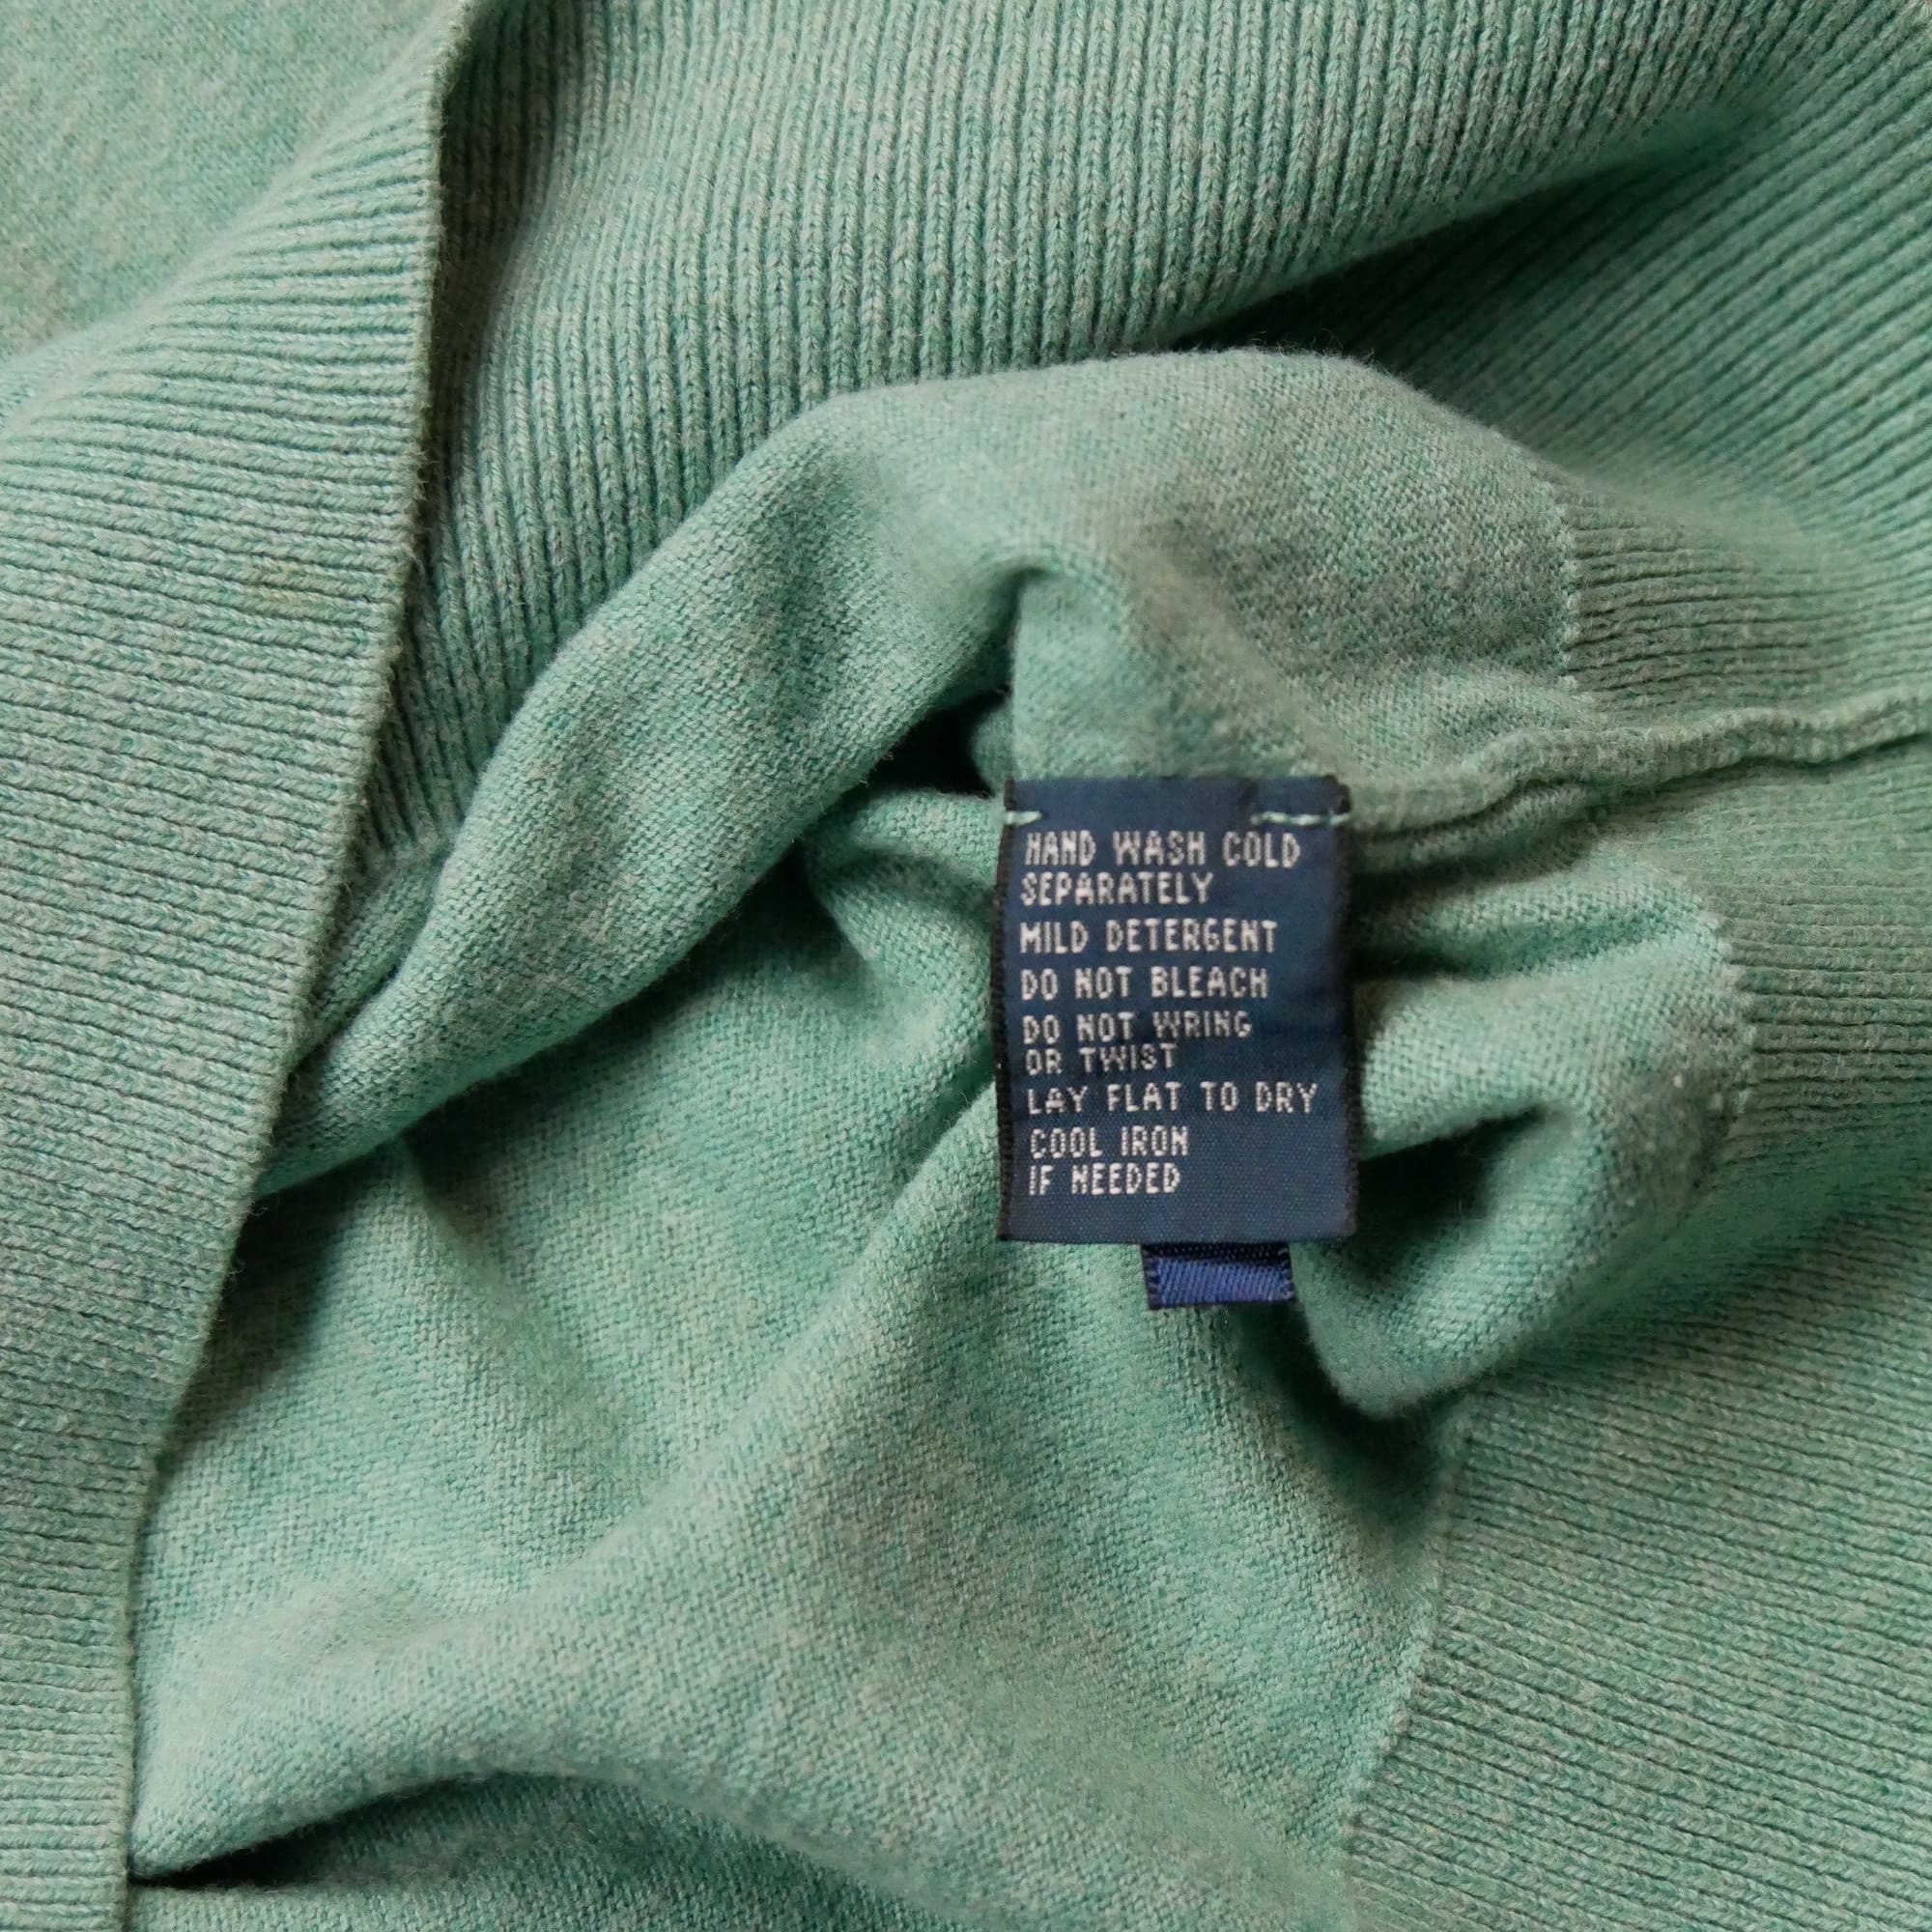 HAND WASH COLD
SEPARATELY
MILD DETERGENT
DO NOT BLEACH
DO NOT WRING
OR TWIST
LAY FLAT TO DRY
COOL IRON
IF NEEDED